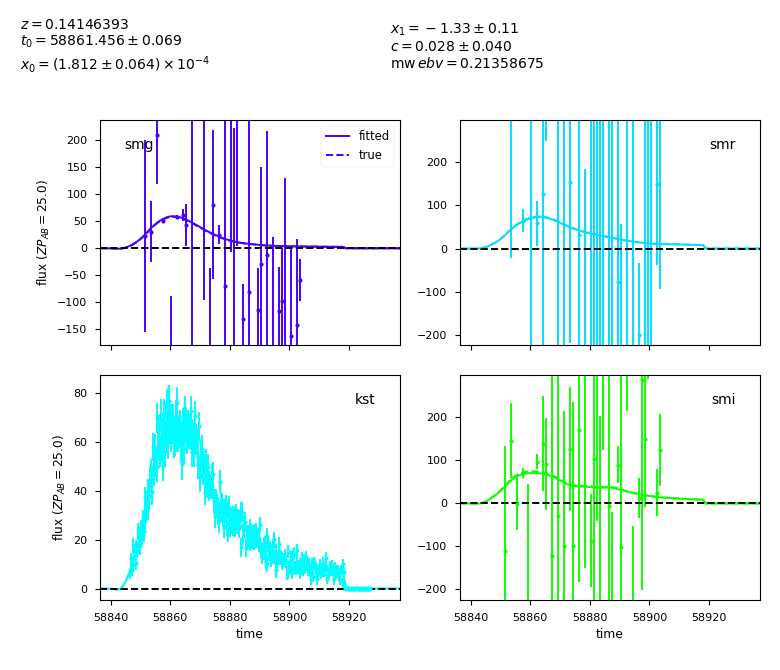 z = 0.14146393
t0 = 58861.456 ± 0.069
x0 = (1.812 ± 0.064) × 10^−4
x1 = −1.33 ± 0.11
c = 0.028 ± 0.040
mw ebv = 0.21358675
smg
fitted
true
200
150
100
50
0
−50
−100
−150
flux (ZP_AB = 25.0)
smr
200
100
0
−100
−200
kst
80
60
40
20
0
flux (ZP_AB = 25.0)
58840 58860 58880 58900 58920
time
smi
200
100
0
−100
−200
58840 58860 58880 58900 58920
time